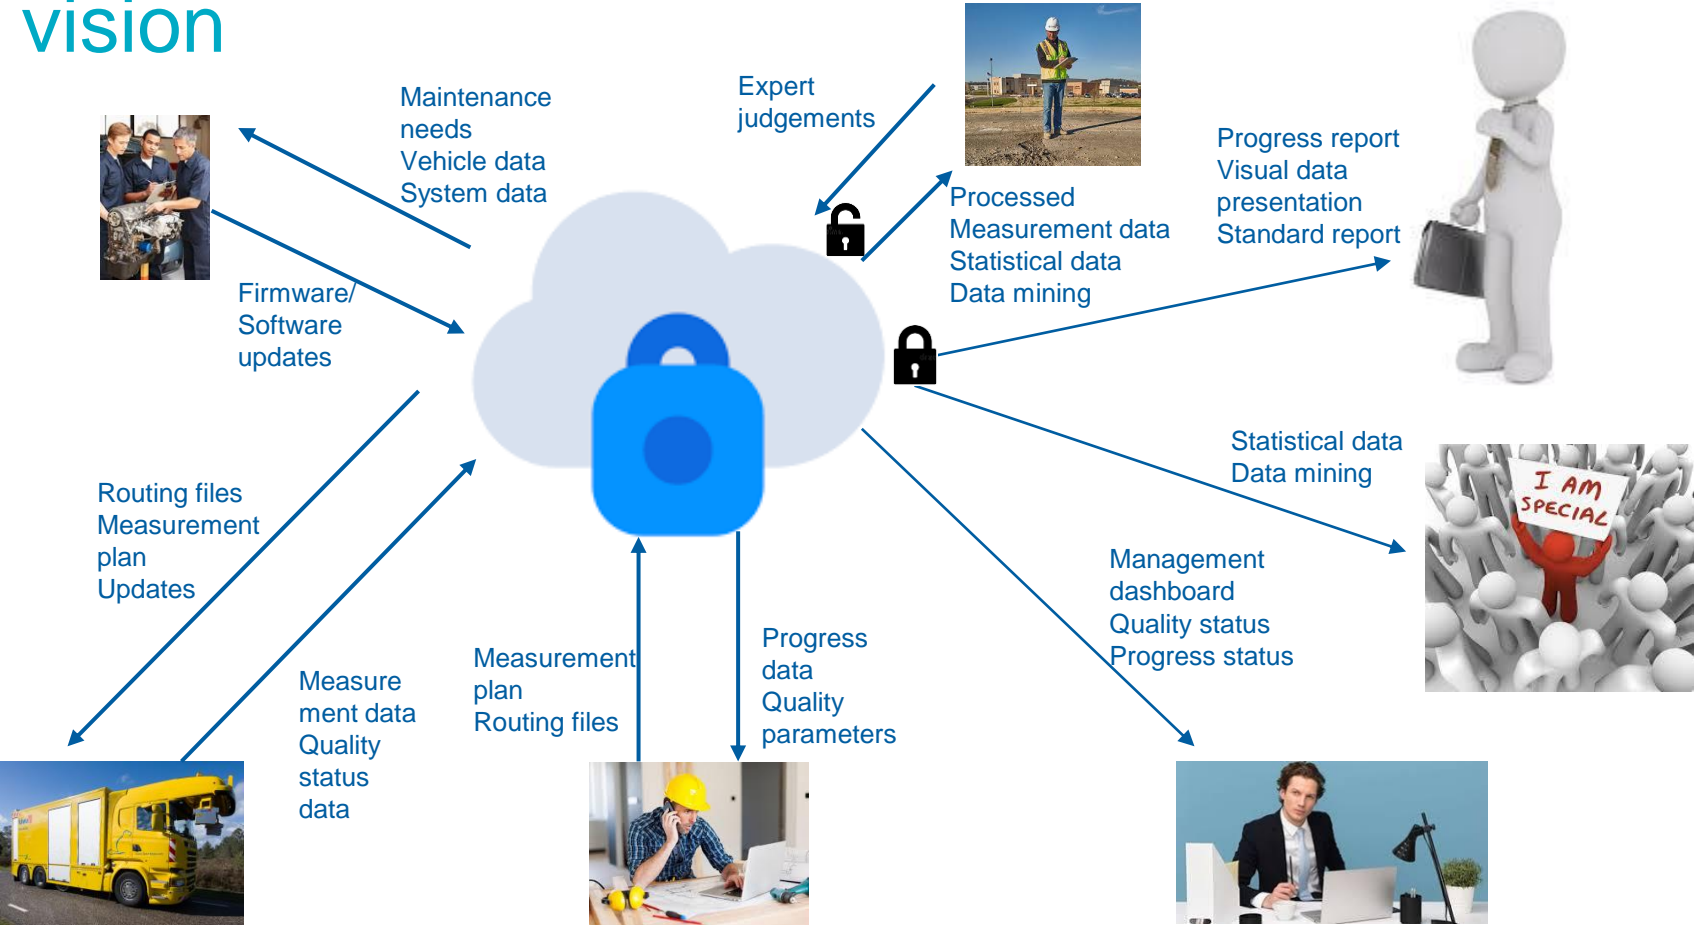 vision
Maintenance
needs
Vehicle data
System data
Expert
judgements
Processed
Measurement data
Statistical data
Data mining
Progress report
Visual data
presentation
Standard report
Firmware/
Software
updates
Statistical data
Data mining
I AM
SPECIAL
Routing files
Measurement
plan
Updates
Management
dashboard
Quality status
Progress status
Measure
ment data
Quality
status
data
Measurement
plan
Routing files
Progress
data
Quality
parameters